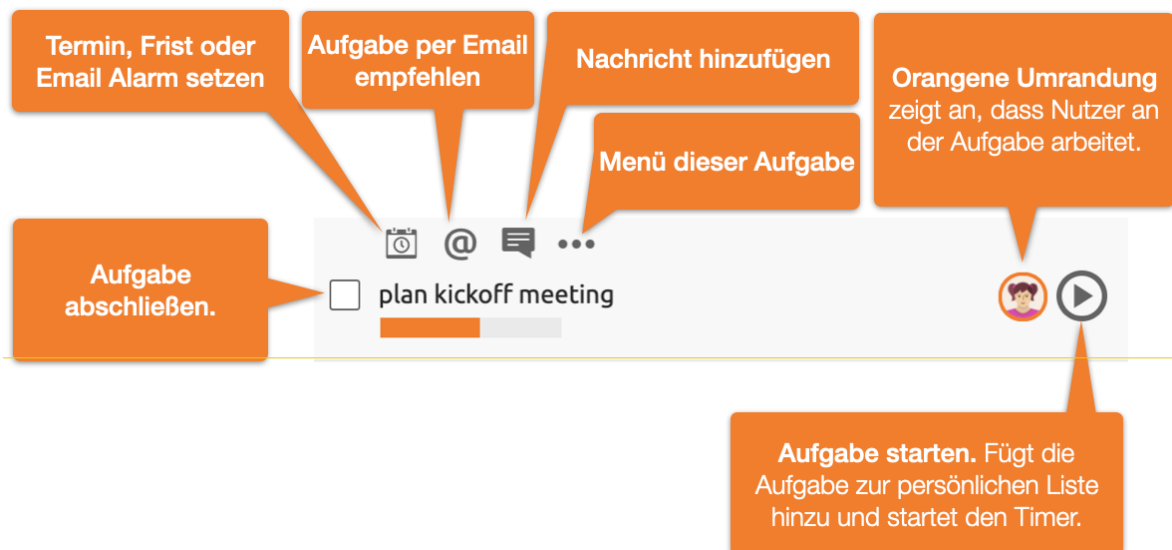 Termin, Frist oder
Email Alarm setzen
Aufgabe per Email
empfehlen
Nachricht hinzufügen
Orangene Umrandung
zeigt an, dass Nutzer an
der Aufgabe arbeitet.
Menü dieser Aufgabe
Aufgabe
abschließen.
@
plan kickoff meeting
Aufgabe starten. Fügt die
Aufgabe zur persönlichen Liste
hinzu und startet den Timer.